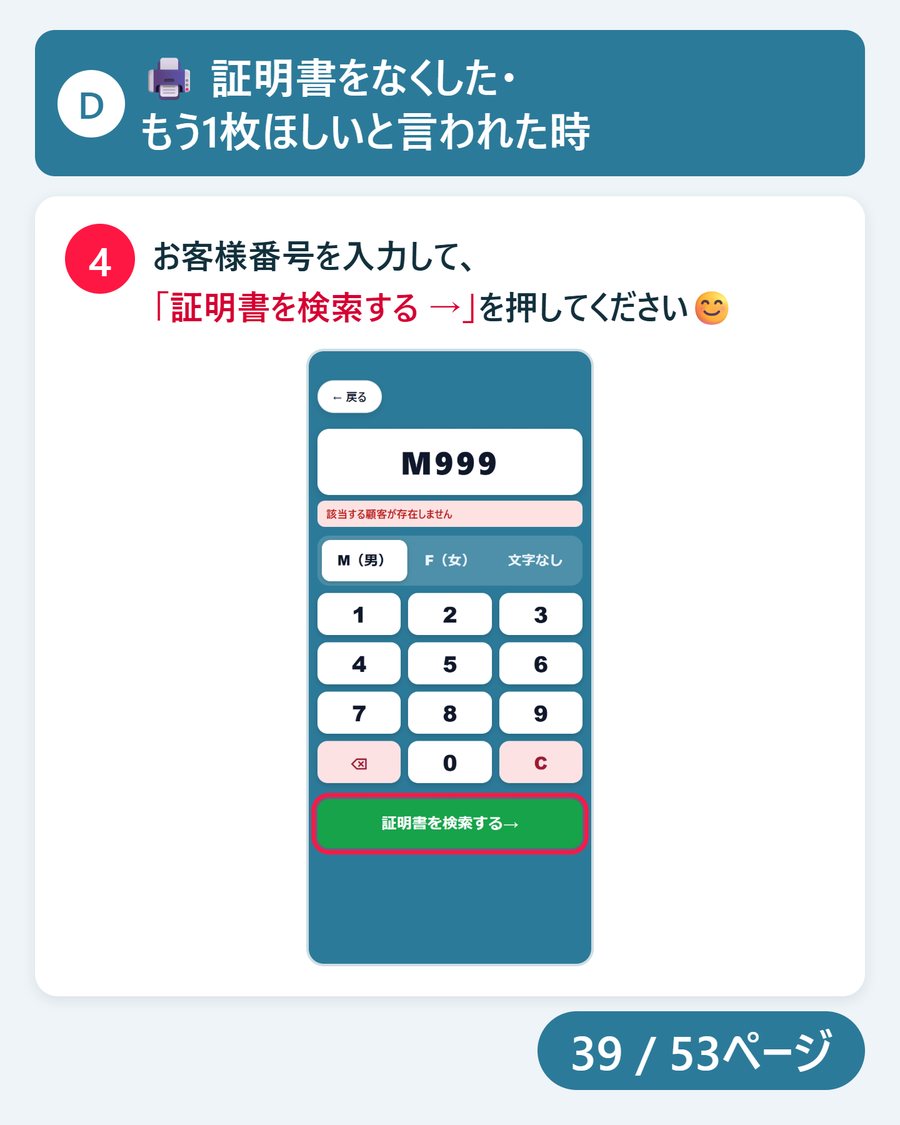 D
証明書をなくした・
もう1枚ほしいと言われた時
4
お客様番号を入力して、
「証明書を検索する →」を押してください😊
← 戻る
M999
該当する顧客が存在しません
M（男） F（女） 文字なし
1 2 3
4 5 6
7 8 9
⌫ 0 C
証明書を検索する→
39 / 53ページ